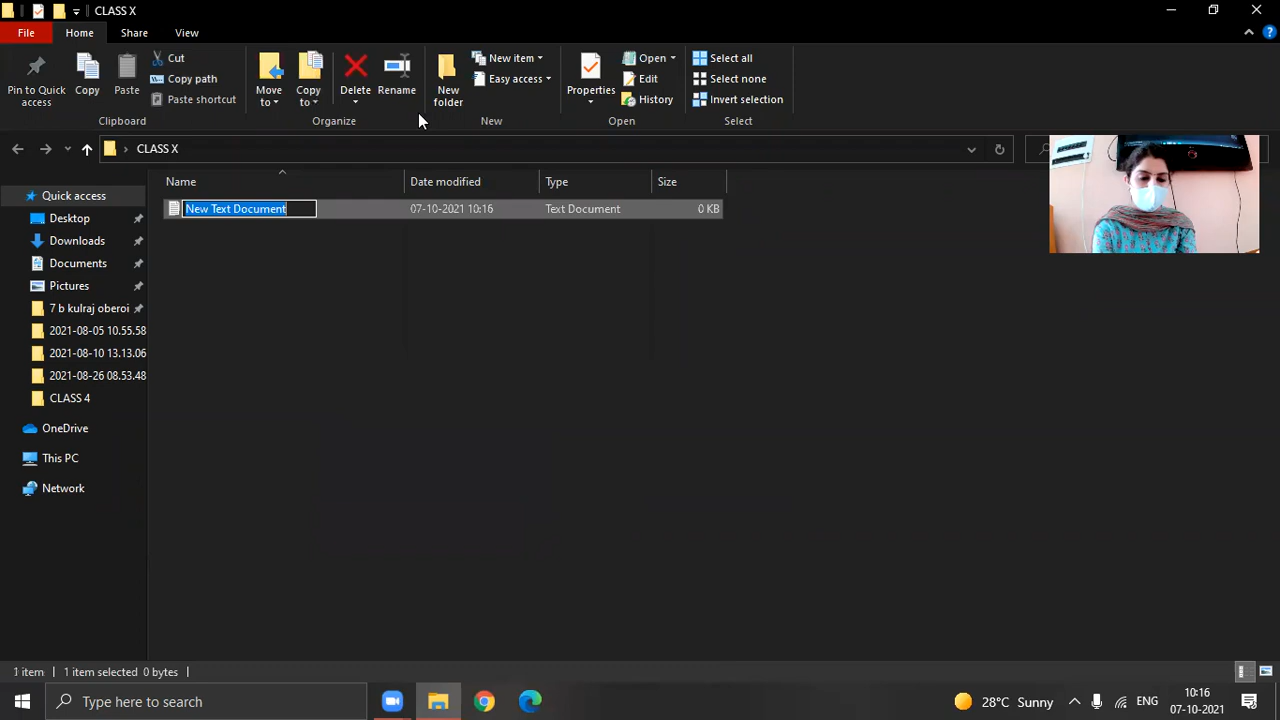 CLASS X
File
Home
Share
View
Pin to Quick access
Copy
Paste
Cut
Copy path
Paste shortcut
Clipboard
Move to
Copy to
Delete
Rename
Organize
New folder
New item
Easy access
New
Properties
Open
Edit
History
Open
Select all
Select none
Invert selection
Select
CLASS X
Name
Date modified
Type
Size
New Text Document
07-10-2021 10:16
Text Document
0 KB
Quick access
Desktop
Downloads
Documents
Pictures
7 b kulraj oberoi
2021-08-05 10.55.58
2021-08-10 13.13.06
2021-08-26 08.53.48
CLASS 4
OneDrive
This PC
Network
1 item
1 item selected 0 bytes
Type here to search
28°C Sunny
ENG
10:16
07-10-2021